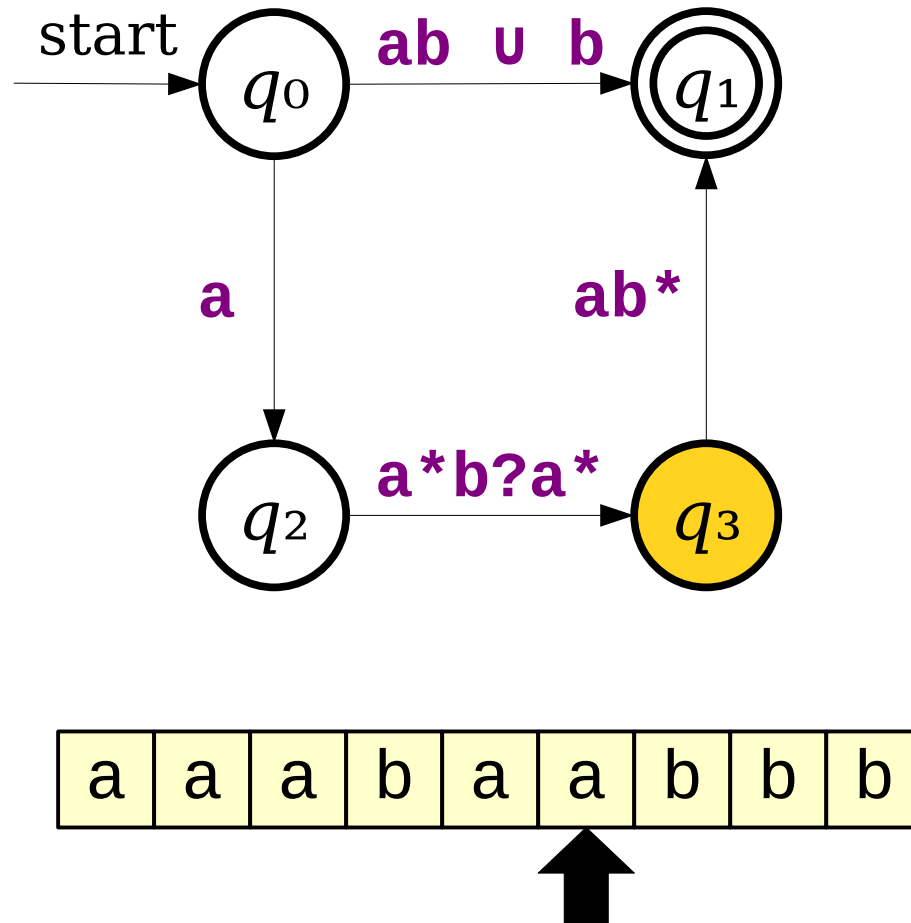 start
q₀
ab ∪ b
q₁
a
ab*
q₂
a*b?a*
q₃
a a a b a a b b b